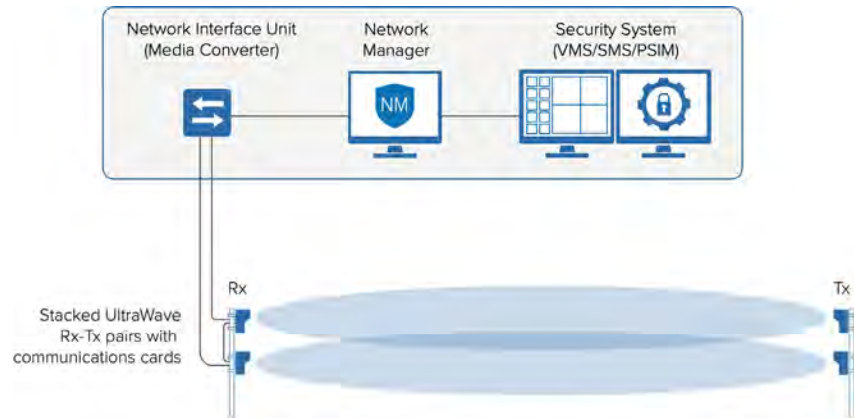 Network Interface Unit
(Media Converter)
Network
Manager
Security System
(VMS/SMS/PSIM)
NM
Rx
Tx
Stacked UltraWave
Rx-Tx pairs with
communications cards